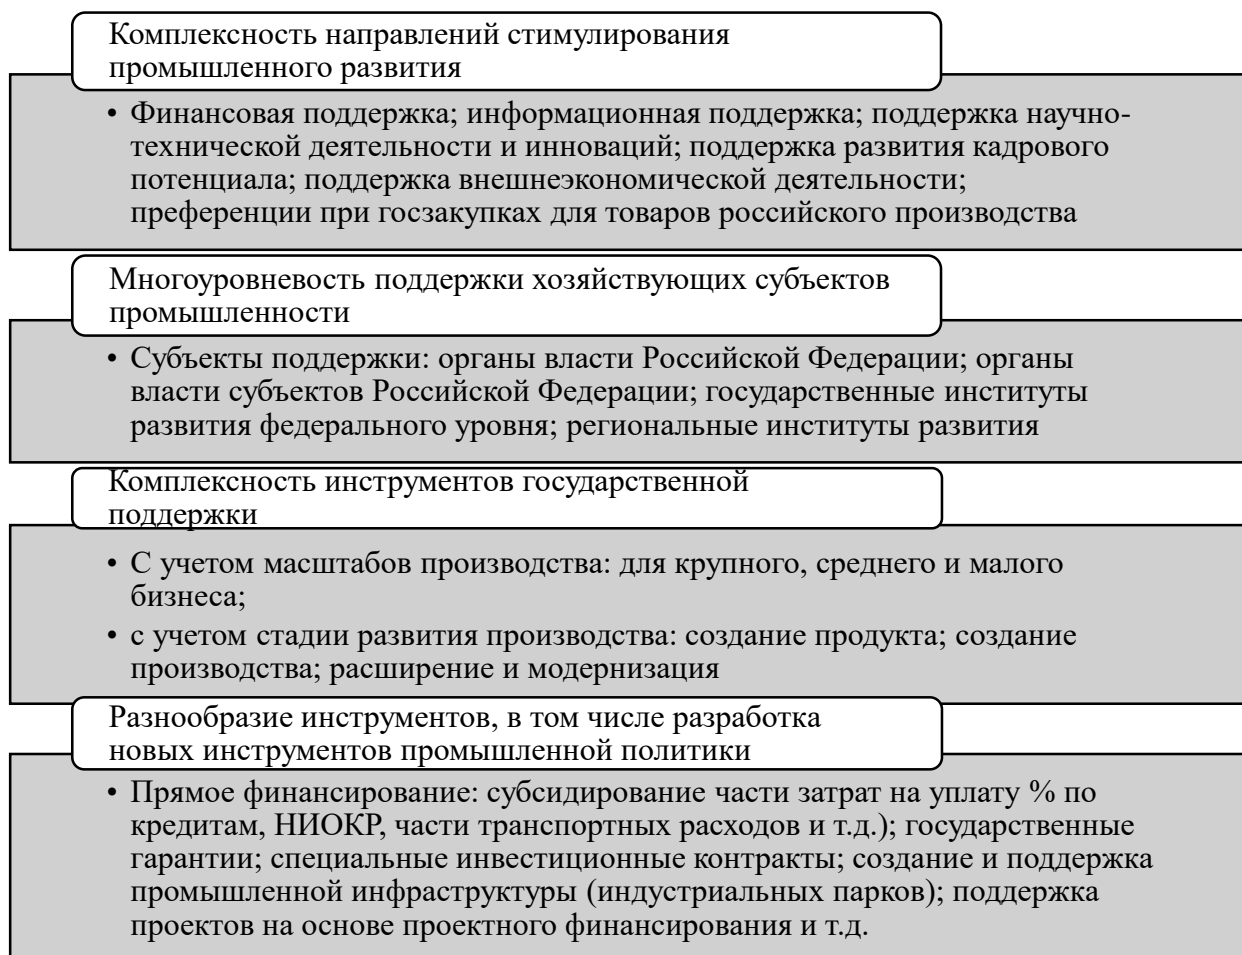 Комплексность направлений стимулирования
промышленного развития
• Финансовая поддержка; информационная поддержка; поддержка научно-
технической деятельности и инноваций; поддержка развития кадрового
потенциала; поддержка внешнеэкономической деятельности;
преференции при госзакупках для товаров российского производства
Многоуровневость поддержки хозяйствующих субъектов
промышленности
• Субъекты поддержки: органы власти Российской Федерации; органы
власти субъектов Российской Федерации; государственные институты
развития федерального уровня; региональные институты развития
Комплексность инструментов государственной
поддержки
• С учетом масштабов производства: для крупного, среднего и малого
бизнеса;
• с учетом стадии развития производства: создание продукта; создание
производства; расширение и модернизация
Разнообразие инструментов, в том числе разработка
новых инструментов промышленной политики
• Прямое финансирование: субсидирование части затрат на уплату % по
кредитам, НИОКР, части транспортных расходов и т.д.); государственные
гарантии; специальные инвестиционные контракты; создание и поддержка
промышленной инфраструктуры (индустриальных парков); поддержка
проектов на основе проектного финансирования и т.д.